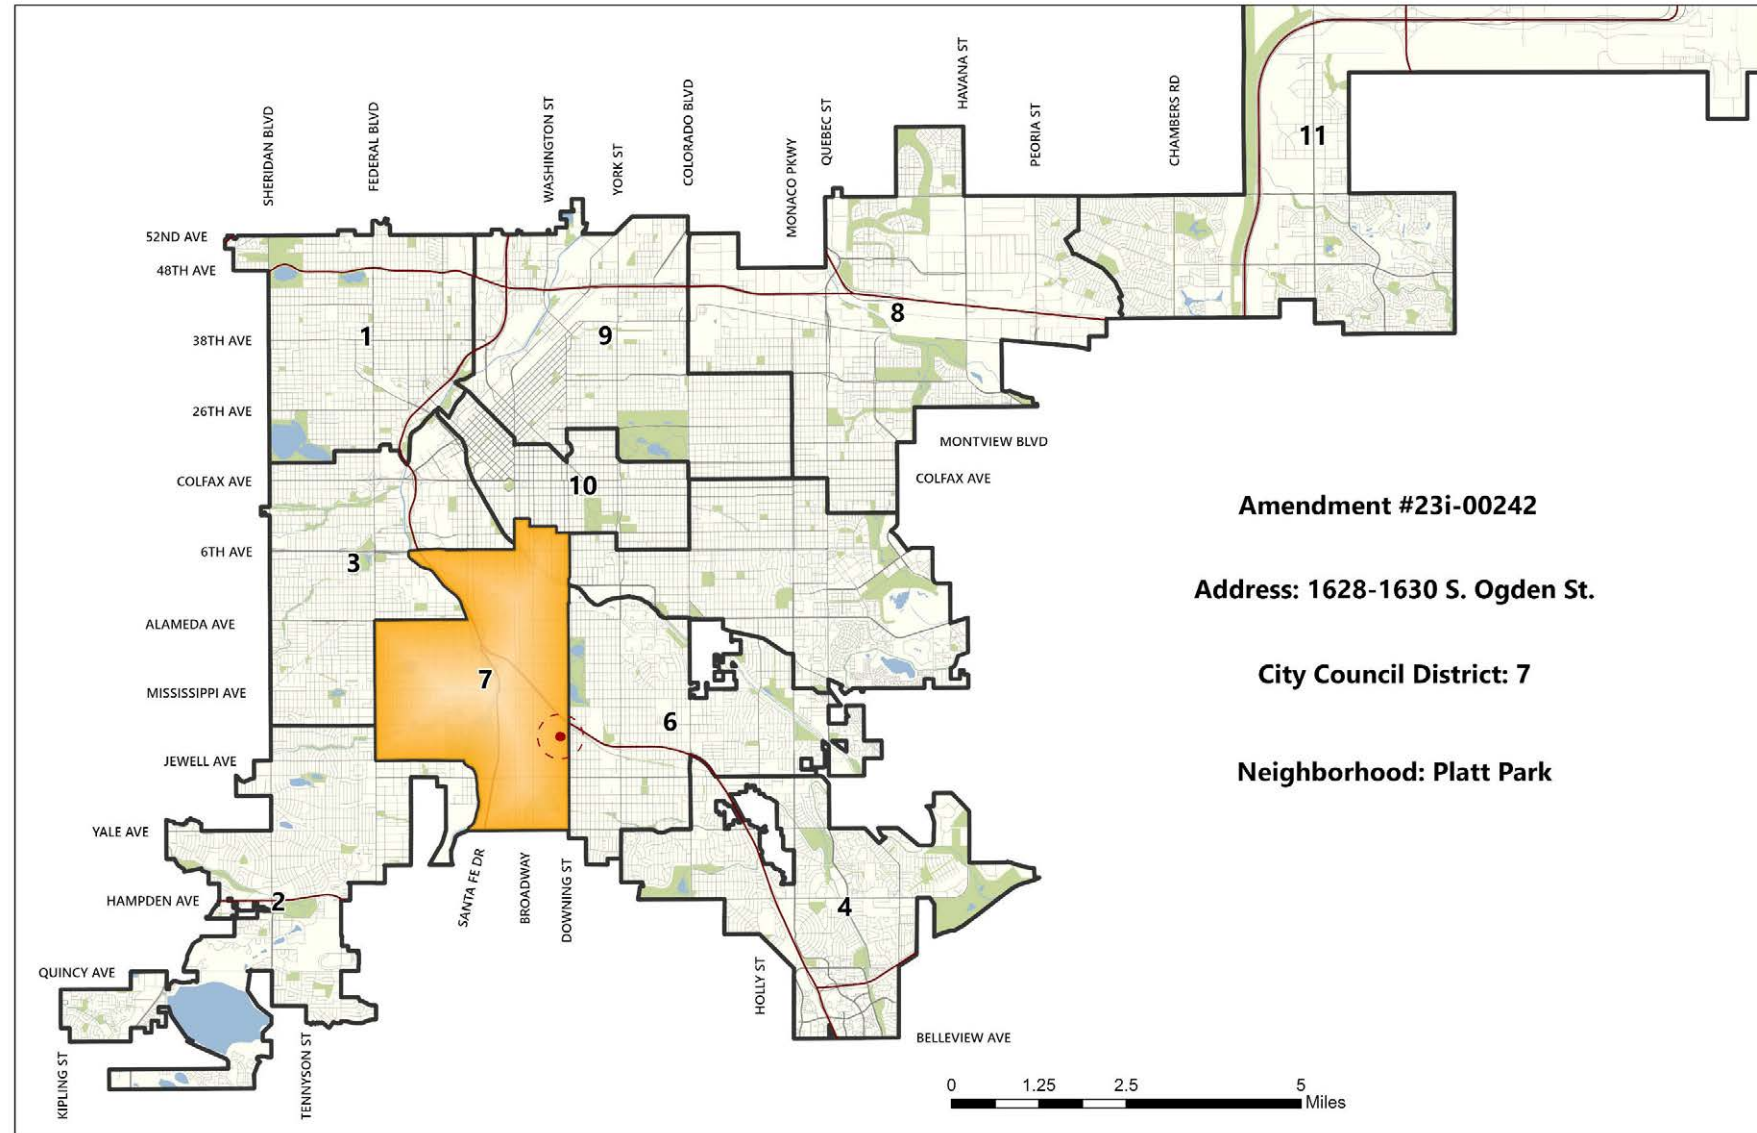 SHERIDAN BLVD
FEDERAL BLVD
WASHINGTON ST
YORK ST
COLORADO BLVD
MONACO PKWY
QUEBEC ST
HAVANA ST
PEORIA ST
CHAMBERS RD
11
52ND AVE
48TH AVE
1
9
8
38TH AVE
26TH AVE
MONTVIEW BLVD
COLFAX AVE
10
COLFAX AVE
Amendment #23i-00242
6TH AVE
3
Address: 1628-1630 S. Ogden St.
ALAMEDA AVE
7
City Council District: 7
MISSISSIPPI AVE
6
JEWELL AVE
Neighborhood: Platt Park
YALE AVE
SANTA FE DR
BROADWAY
DOWNING ST
HAMPDEN AVE
2
4
QUINCY AVE
HOLLY ST
BELLEVIEW AVE
KIPLING ST
TENNYSON ST
0 1.25 2.5 5
Miles